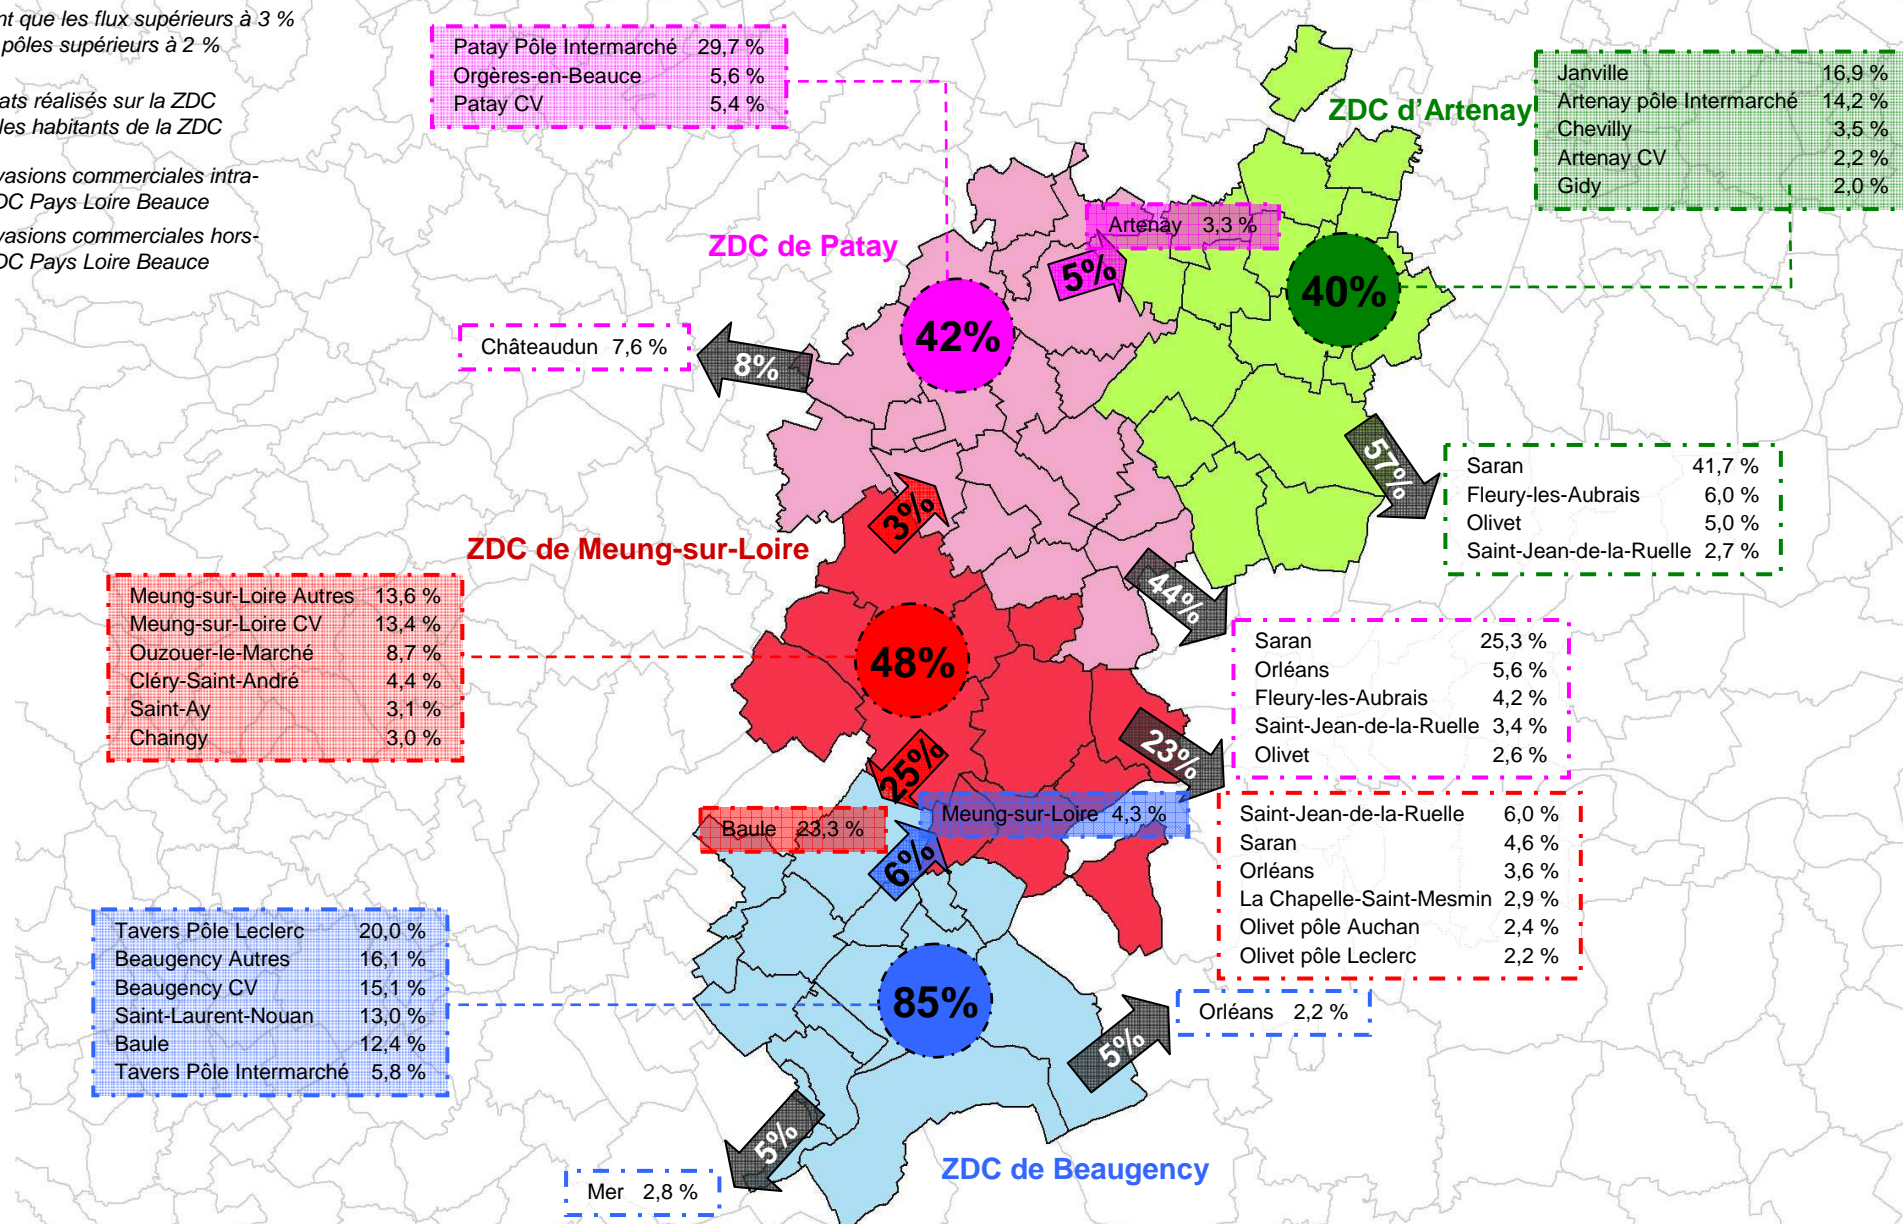 nt que les flux supérieurs à 3 %
pôles supérieurs à 2 %
ats réalisés sur la ZDC
les habitants de la ZDC
vasions commerciales intra-
DC Pays Loire Beauce
vasions commerciales hors-
DC Pays Loire Beauce
Patay Pôle Intermarché 29,7 %
Orgères-en-Beauce 5,6 %
Patay CV 5,4 %
ZDC d'Artenay
Janville 16,9 %
Artenay pôle Intermarché 14,2 %
Chevilly 3,5 %
Artenay CV 2,2 %
Gidy 2,0 %
ZDC de Patay
Artenay 3,3 %
5%
40%
42%
Châteaudun 7,6 %
8%
57%
Saran 41,7 %
Fleury-les-Aubrais 6,0 %
Olivet 5,0 %
Saint-Jean-de-la-Ruelle 2,7 %
3%
ZDC de Meung-sur-Loire
44%
Meung-sur-Loire Autres 13,6 %
Meung-sur-Loire CV 13,4 %
Ouzouer-le-Marché 8,7 %
Cléry-Saint-André 4,4 %
Saint-Ay 3,1 %
Chaingy 3,0 %
48%
Saran 25,3 %
Orléans 5,6 %
Fleury-les-Aubrais 4,2 %
Saint-Jean-de-la-Ruelle 3,4 %
Olivet 2,6 %
23%
25%
Baule 23,3 %
Meung-sur-Loire 4,3 %
6%
Saint-Jean-de-la-Ruelle 6,0 %
Saran 4,6 %
Orléans 3,6 %
La Chapelle-Saint-Mesmin 2,9 %
Olivet pôle Auchan 2,4 %
Olivet pôle Leclerc 2,2 %
Tavers Pôle Leclerc 20,0 %
Beaugency Autres 16,1 %
Beaugency CV 15,1 %
Saint-Laurent-Nouan 13,0 %
Baule 12,4 %
Tavers Pôle Intermarché 5,8 %
85%
Orléans 2,2 %
5%
5%
ZDC de Beaugency
Mer 2,8 %